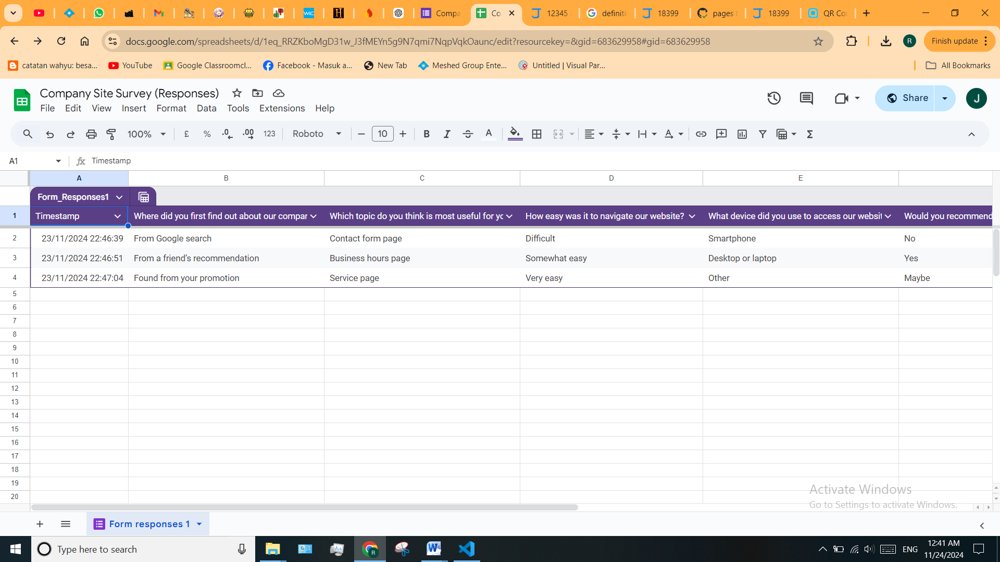 Compa
Co
12345
definiti
18399
pages
18399
QR Co
docs.google.com/spreadsheets/d/1eq_RRZKboMgD31w_J3fMEYn5g9N7qmi7NqpVqkOaunc/edit?resourcekey=&gid=683629958#gid=683629958
R
Finish update
catatan wahyu: besa...
YouTube
Google Classroomcl...
Facebook - Masuk a...
New Tab
Meshed Group Ente...
Untitled | Visual Par...
All Bookmarks
Company Site Survey (Responses)
File Edit View Insert Format Data Tools Extensions Help
Share
J
100% £ % .0 .00 123 Roboto 10 B I A
A1 Timestamp
A B C D E
Form_Responses1
1 Timestamp Where did you first find out about our compar Which topic do you think is most useful for yo How easy was it to navigate our website? What device did you use to access our websit Would you recommend
2 23/11/2024 22:46:39 From Google search Contact form page Difficult Smartphone No
3 23/11/2024 22:46:51 From a friend’s recommendation Business hours page Somewhat easy Desktop or laptop Yes
4 23/11/2024 22:47:04 Found from your promotion Service page Very easy Other Maybe
5
6
7
8
9
10
11
12
13
14
15
16
17
18
19
20
Activate Windows
Go to Settings to activate Windows.
Form responses 1
Type here to search
ENG
12:41 AM
11/24/2024